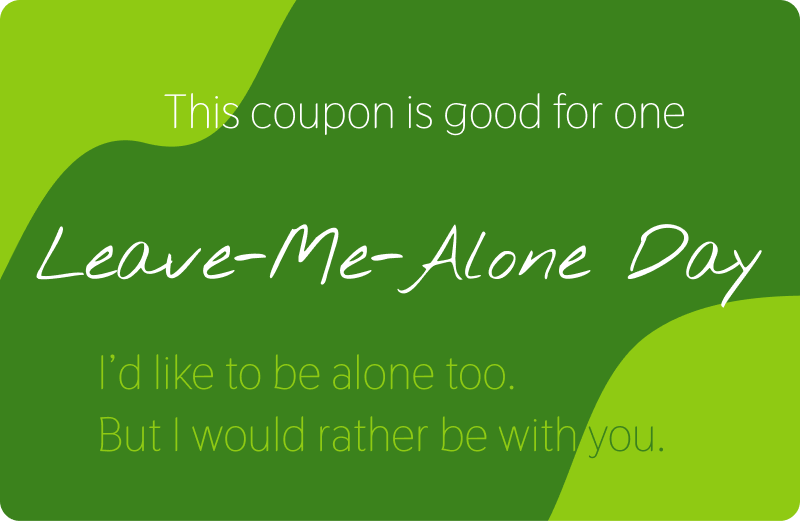 This coupon is good for one
Leave-Me-Alone Day
I’d like to be alone too.
But I would rather be with you.